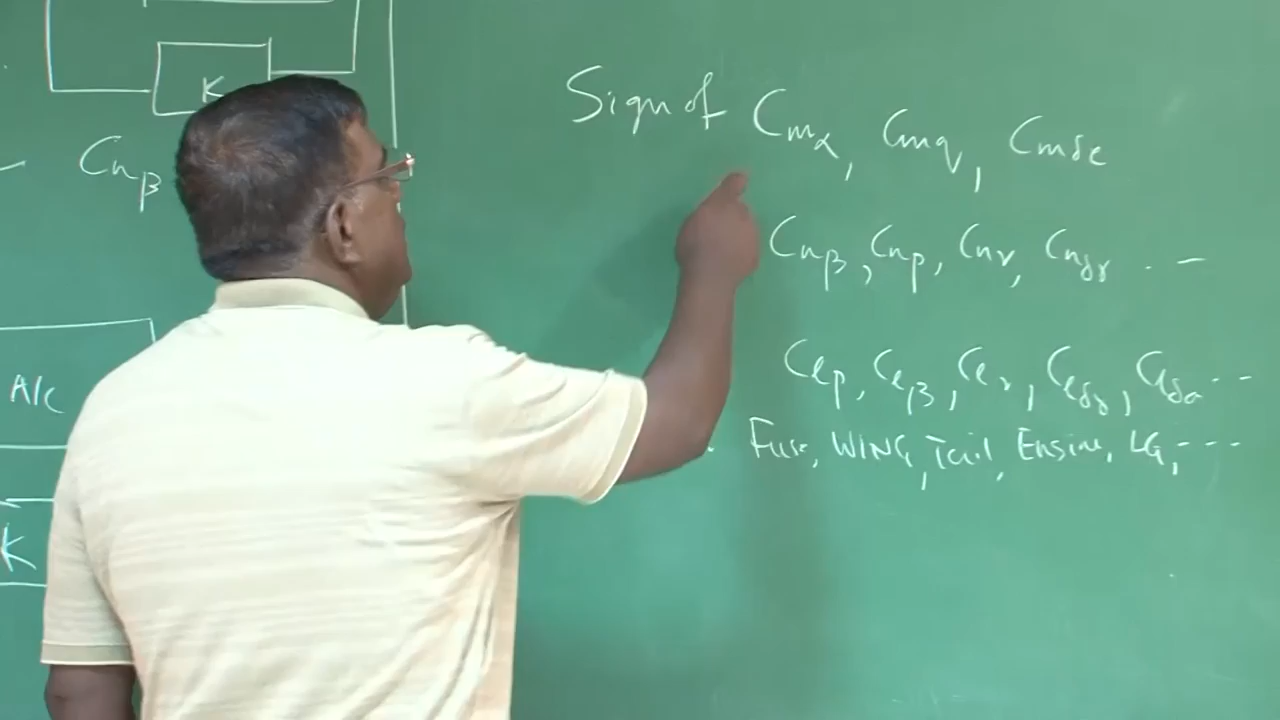 K
Cnβ
A/C
K
Sign of Cmα, Cmq, Cmδe
Cnβ, Cnp, Cnr, Cnδr . –
Clp, Clβ, Clr, Clδr, Clδa ---
Fuse, WING, Tail, Engine, LG, ---